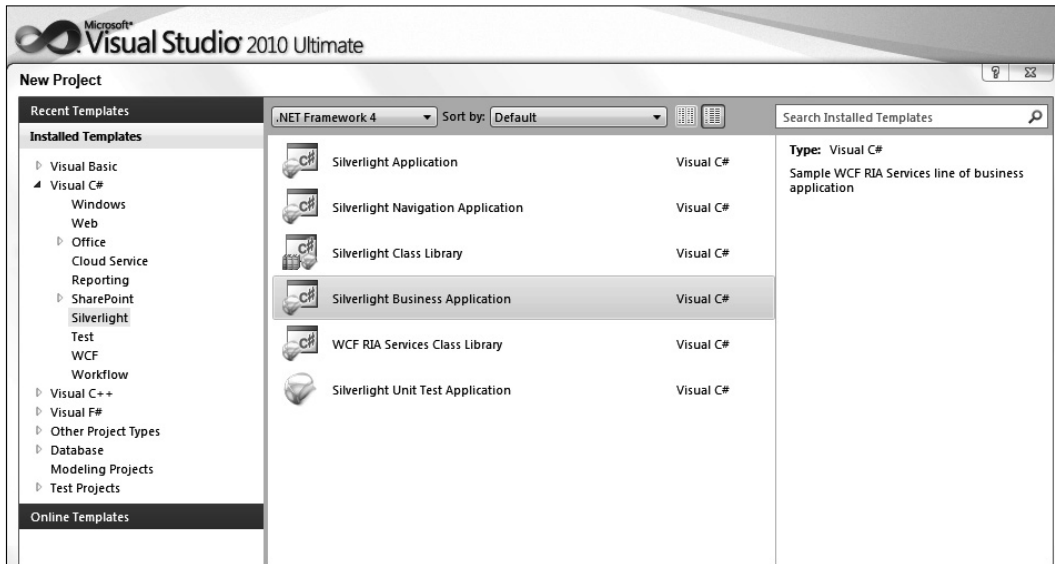 Microsoft®
Visual Studio® 2010 Ultimate
New Project
Recent Templates
Installed Templates
Visual Basic
Visual C#
Windows
Web
Office
Cloud Service
Reporting
SharePoint
Silverlight
Test
WCF
Workflow
Visual C++
Visual F#
Other Project Types
Database
Modeling Projects
Test Projects
Online Templates
.NET Framework 4 Sort by: Default
Silverlight Application Visual C#
Silverlight Navigation Application Visual C#
Silverlight Class Library Visual C#
Silverlight Business Application Visual C#
WCF RIA Services Class Library Visual C#
Silverlight Unit Test Application Visual C#
Search Installed Templates
Type: Visual C#
Sample WCF RIA Services line of business
application